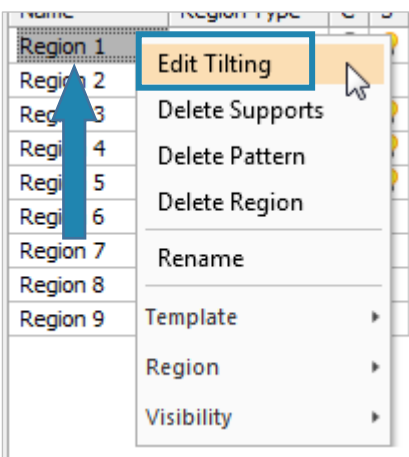 Name Region Type C S
Region 1
Region 2
Region 3
Region 4
Region 5
Region 6
Region 7
Region 8
Region 9
Edit Tilting
Delete Supports
Delete Pattern
Delete Region
Rename
Template
Region
Visibility